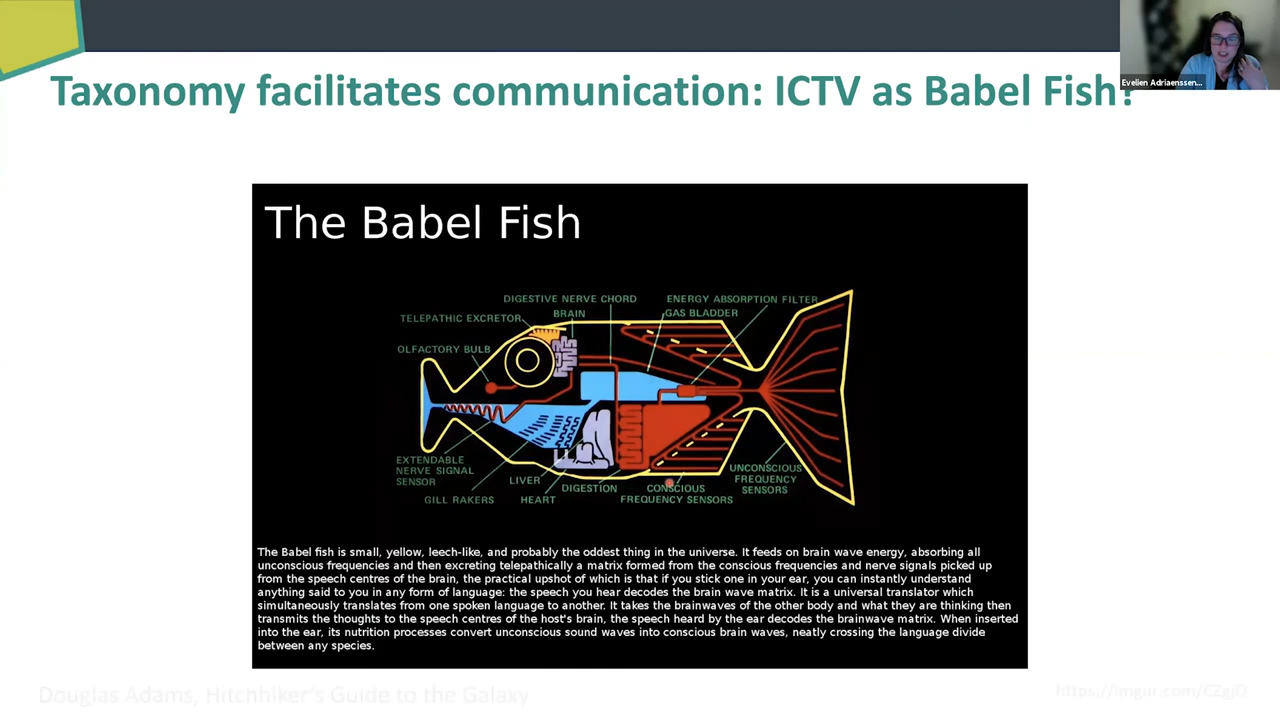 Evelien Adriaenssen...
Taxonomy facilitates communication: ICTV as Babel Fish?
The Babel Fish
DIGESTIVE NERVE CHORD
ENERGY ABSORPTION FILTER
TELEPATHIC EXCRETOR
BRAIN
GAS BLADDER
OLFACTORY BULB
EXTENDABLE
NERVE SIGNAL
SENSOR
GILL RAKERS
LIVER
HEART
DIGESTION
CONSCIOUS
FREQUENCY SENSORS
UNCONSCIOUS
FREQUENCY
SENSORS
The Babel fish is small, yellow, leech-like, and probably the oddest thing in the universe. It feeds on brain wave energy, absorbing all
unconscious frequencies and then excreting telepathically a matrix formed from the conscious frequencies and nerve signals picked up
from the speech centres of the brain, the practical upshot of which is that if you stick one in your ear, you can instantly understand
anything said to you in any form of language: the speech you hear decodes the brain wave matrix. It is a universal translator which
simultaneously translates from one spoken language to another. It takes the brainwaves of the other body and what they are thinking then
transmits the thoughts to the speech centres of the host's brain, the speech heard by the ear decodes the brainwave matrix. When inserted
into the ear, its nutrition processes convert unconscious sound waves into conscious brain waves, neatly crossing the language divide
between any species.
Douglas Adams, Hitchhiker's Guide to the Galaxy